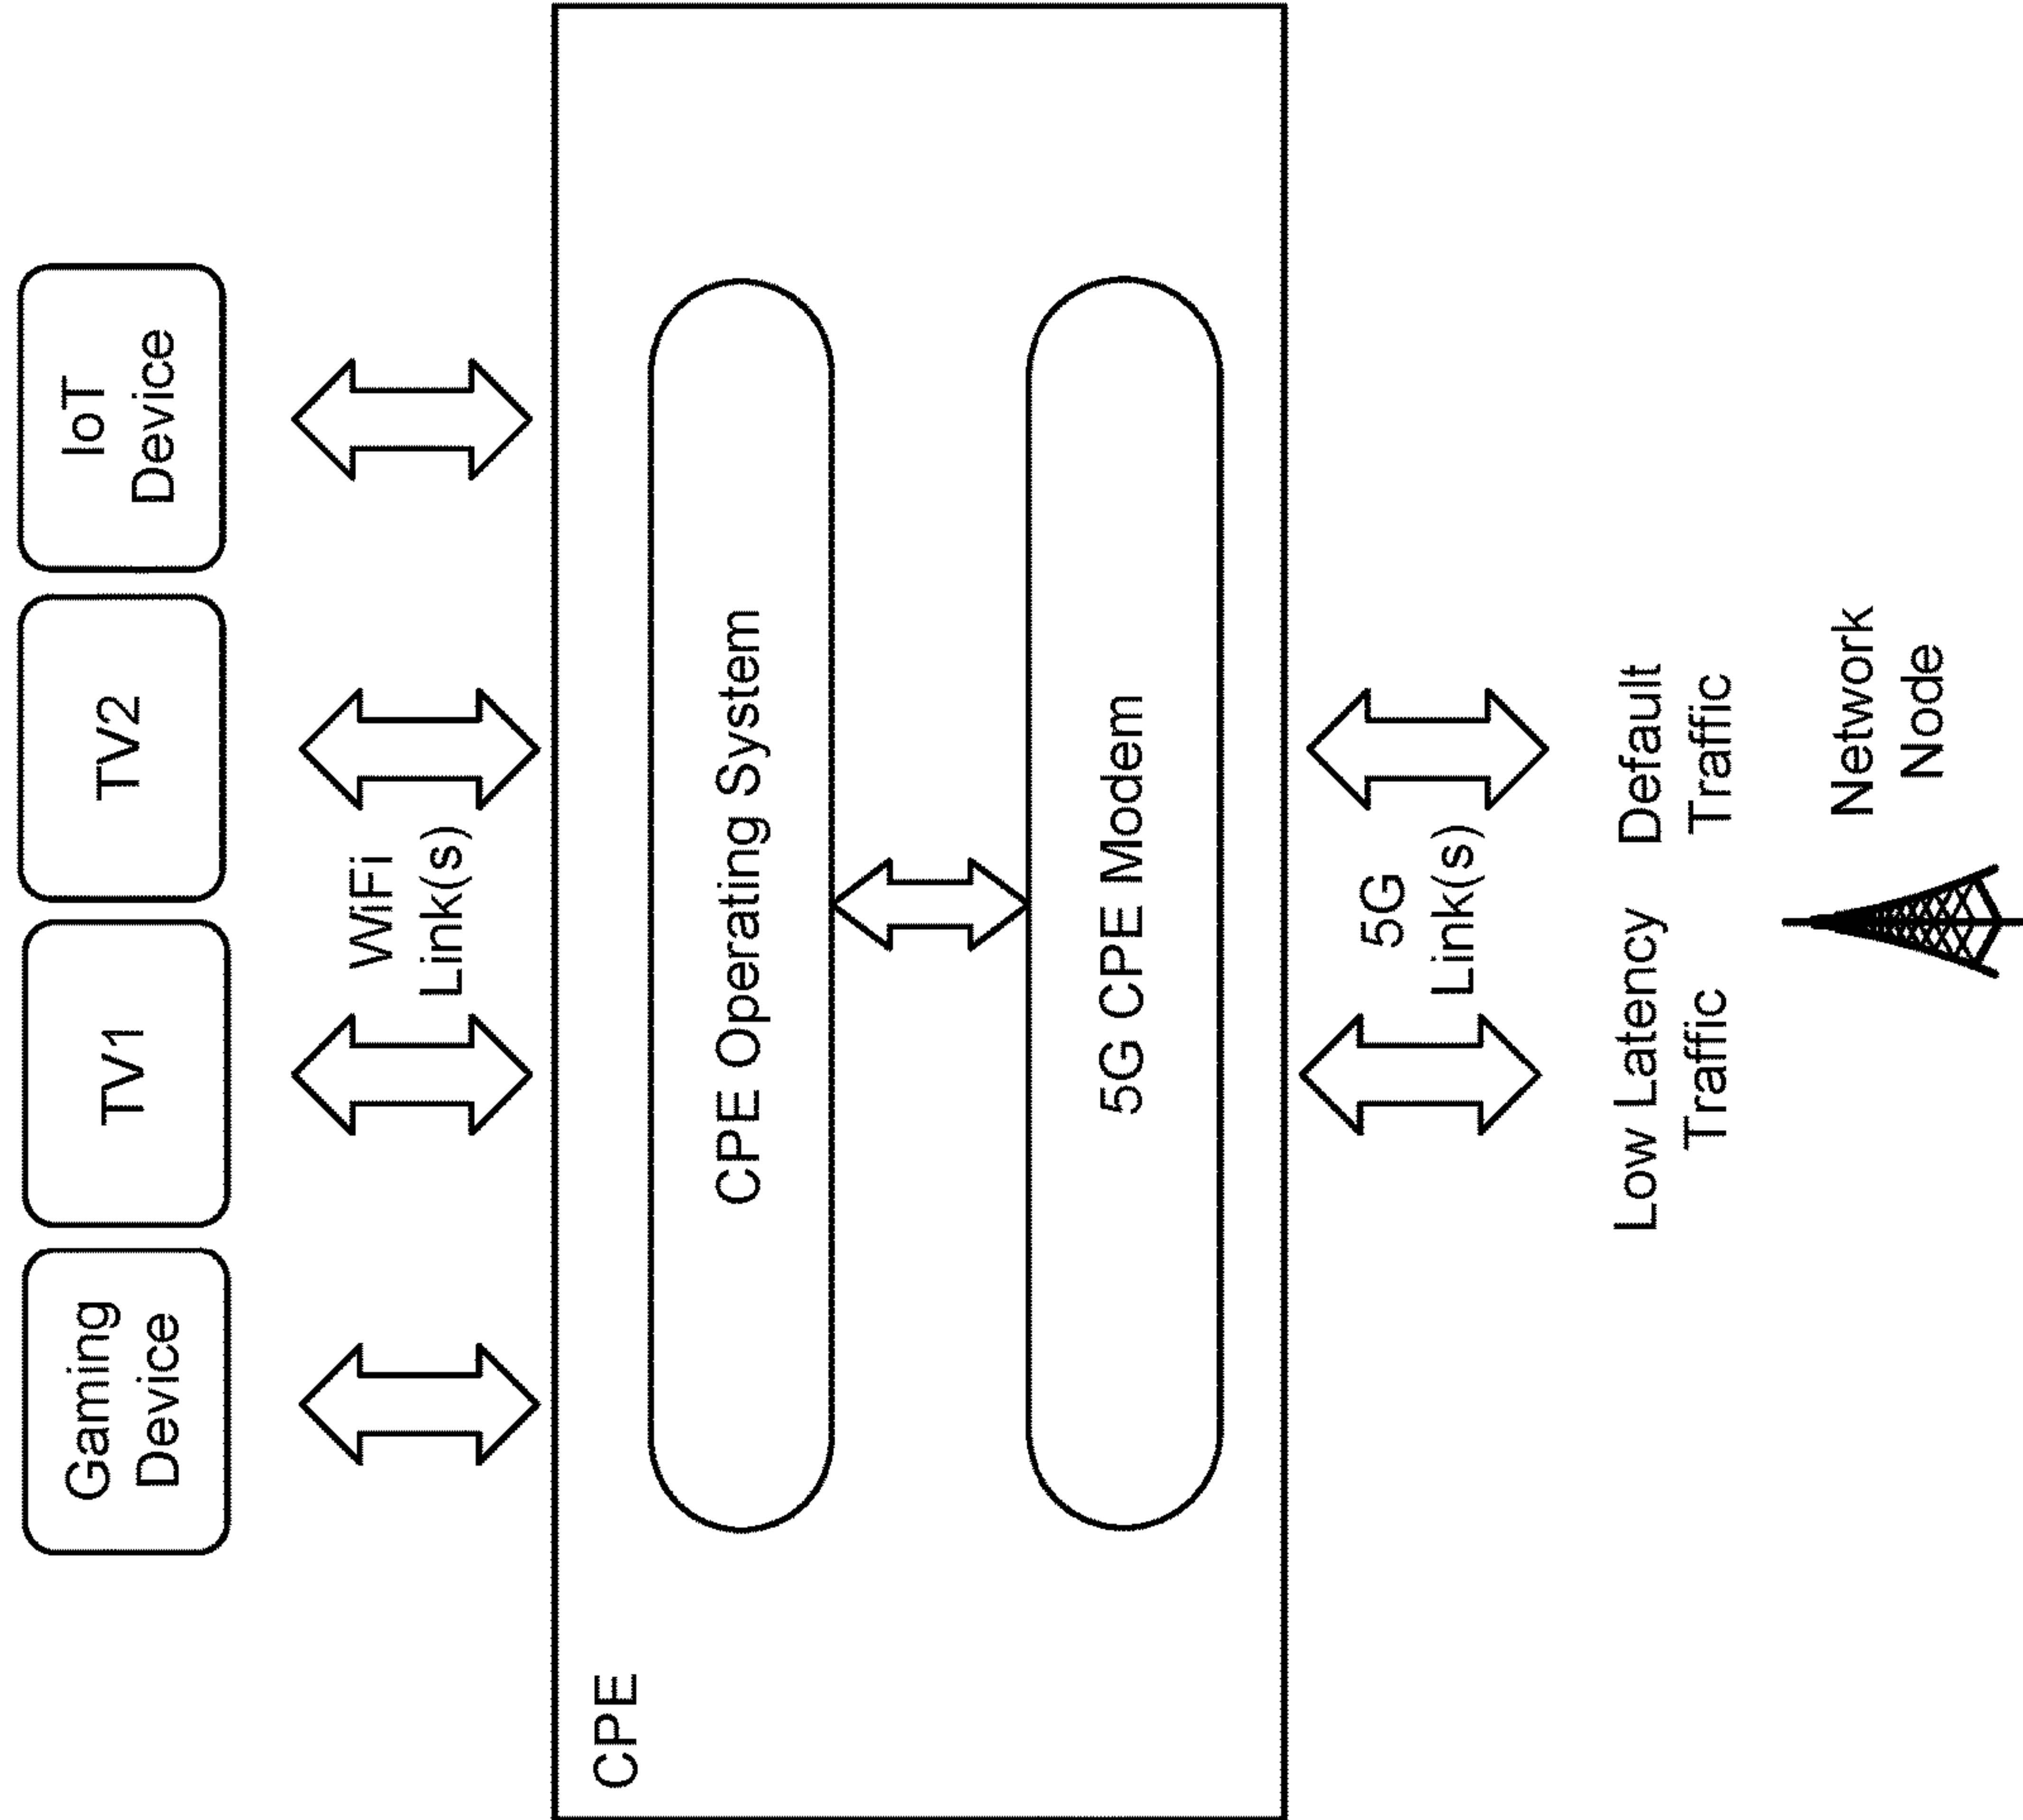 Gaming
Device
TV1
TV2
IoT
Device
WiFi
Link(s)
CPE
CPE Operating System
5G CPE Modem
5G
Link(s)
Low Latency
Traffic
Default
Traffic
Network
Node